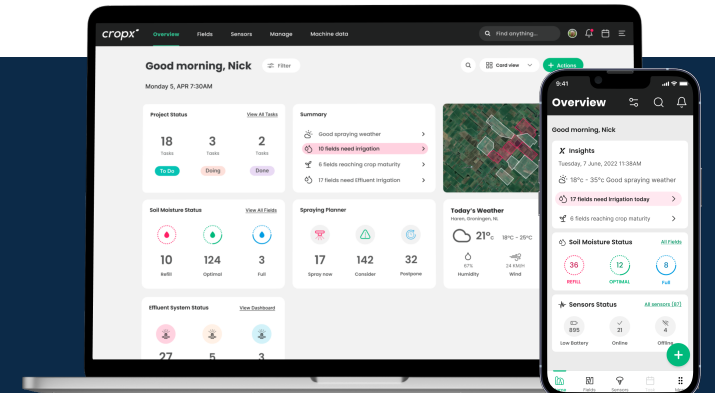 cropx
Overview Fields Sensors Manage Machine data Find anything...
Good morning, Nick Filter Card view + Actions
Monday 5, APR 7:30AM
Project Status View All Tasks
18 3 2
Tasks Tasks Tasks
To Do Doing Done
Summary
Good spraying weather
10 fields need irrigation
6 fields reaching crop maturity
17 fields need Effluent irrigation
Soil Moisture Status View All Fields
10 124 3
Refill Optimal Full
Spraying Planner
17 142 32
Spray now Consider Postpone
Today's Weather
Haren, Groningen, Nl
21°c 18°C - 25°C
97% 24 KMSH
Humidity Wind
Effluent System Status View Dashboard
27 5 3
9:41
Overview
Good morning, Nick
Insights
Tuesday, 7 June, 2022 11:38AM
18°c - 35°c Good spraying weather
17 fields need irrigation today
6 fields reaching crop maturity
Soil Moisture Status All Fields
36 12 8
REFILL OPTIMAL Full
Sensors Status All sensors [87]
895 21 4
Low Battery Online Offline
+
Fields Sensors